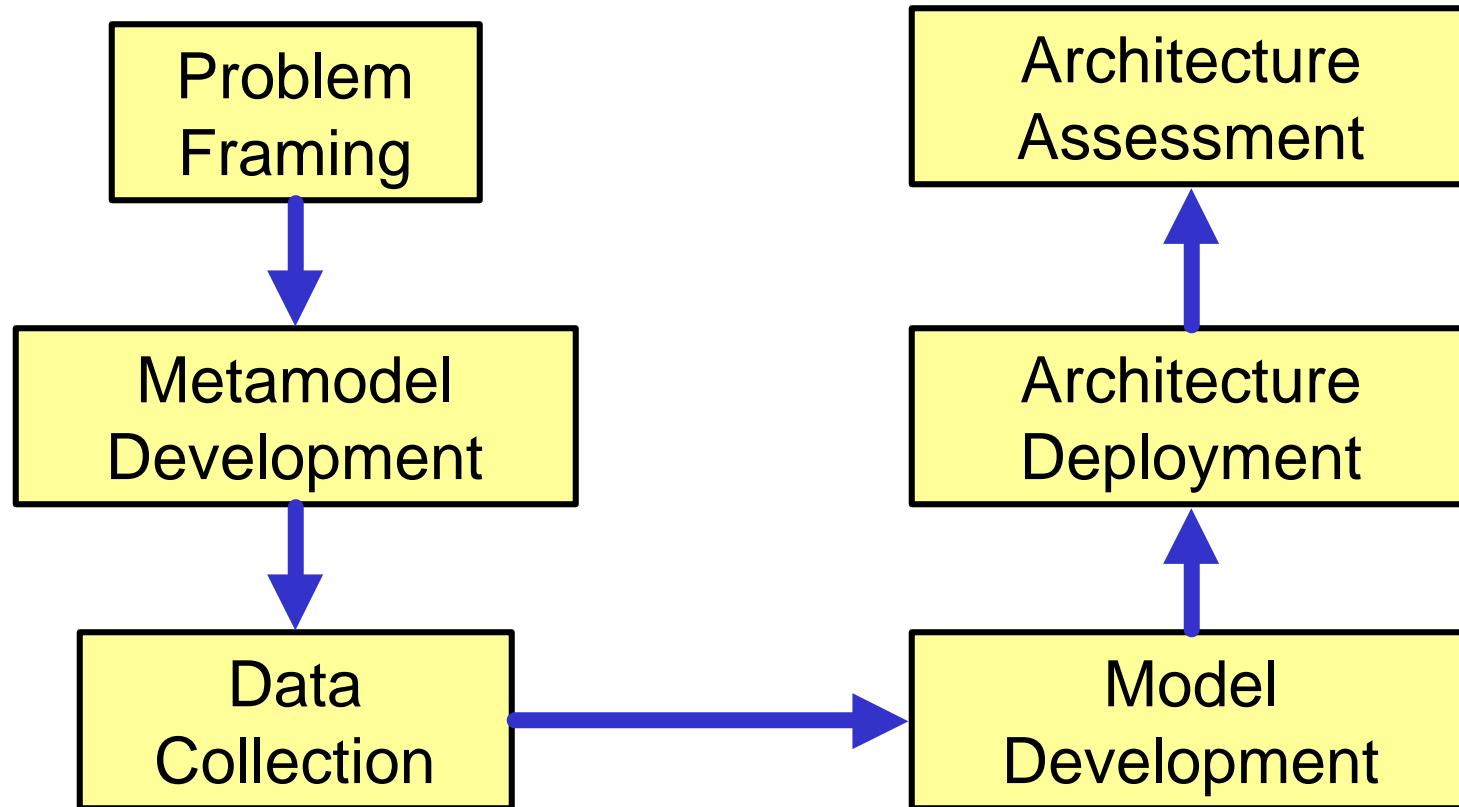 Problem
Framing
Metamodel
Development
Data
Collection
Model
Development
Architecture
Deployment
Architecture
Assessment